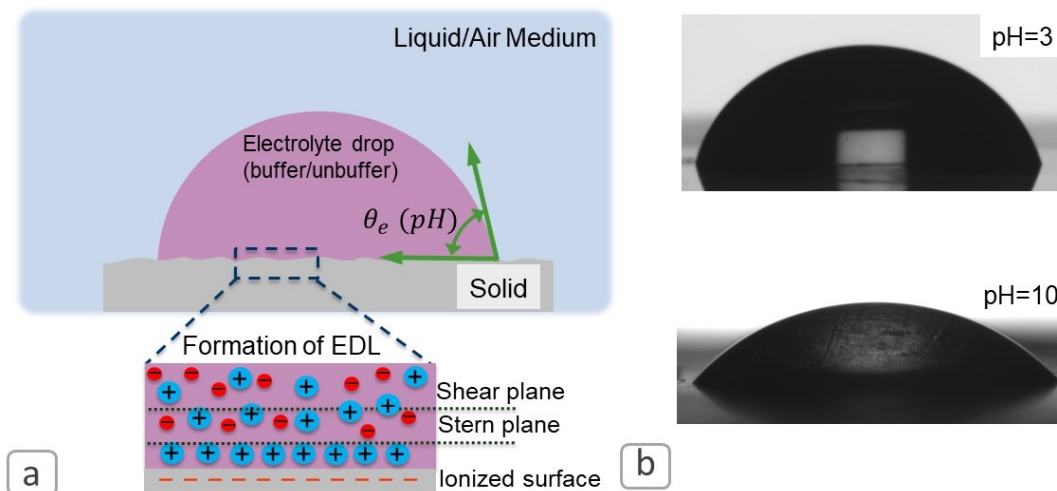 Liquid/Air Medium
Electrolyte drop
(buffer/unbuffer)
θₑ (pH)
Solid
Formation of EDL
Shear plane
Stern plane
Ionized surface
a
pH=3
pH=10
b